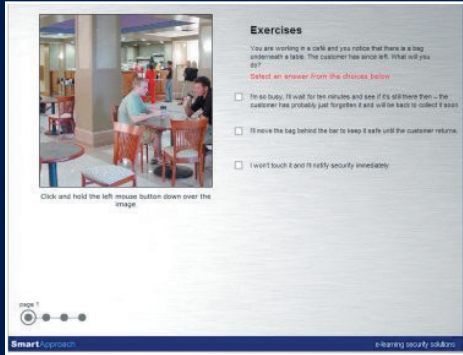 Exercises
You are working in a café and you notice that there is a bag
underneath a table. The customer has since left. What will you
do?
Select an answer from the choices below
I'm so busy, I'll wait for ten minutes and see if it's still there then – the
customer has probably just forgotten it and will be back to collect it soon
I'll move the bag behind the bar to keep it safe until the customer returns.
I won't touch it and I'll notify security immediately
Click and hold the left mouse button down over the
image.
page 1
SmartApproach
e-learning security solutions